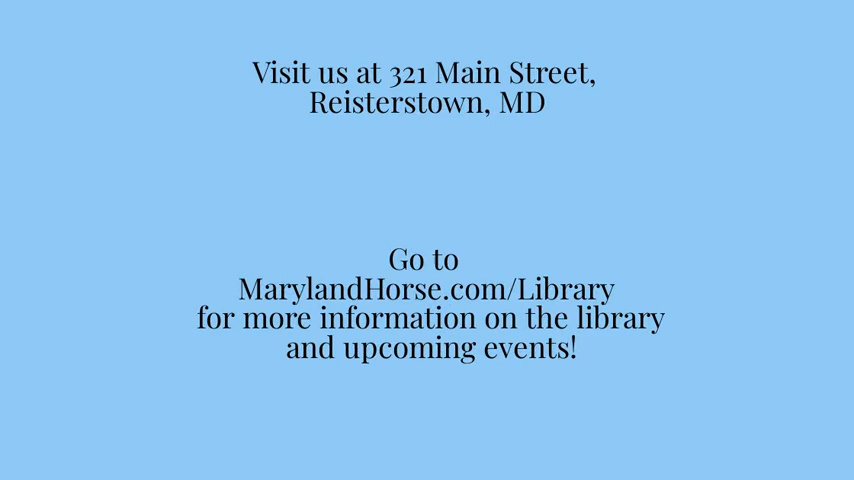 Visit us at 321 Main Street,
Reisterstown, MD
Go to
MarylandHorse.com/Library
for more information on the library
and upcoming events!